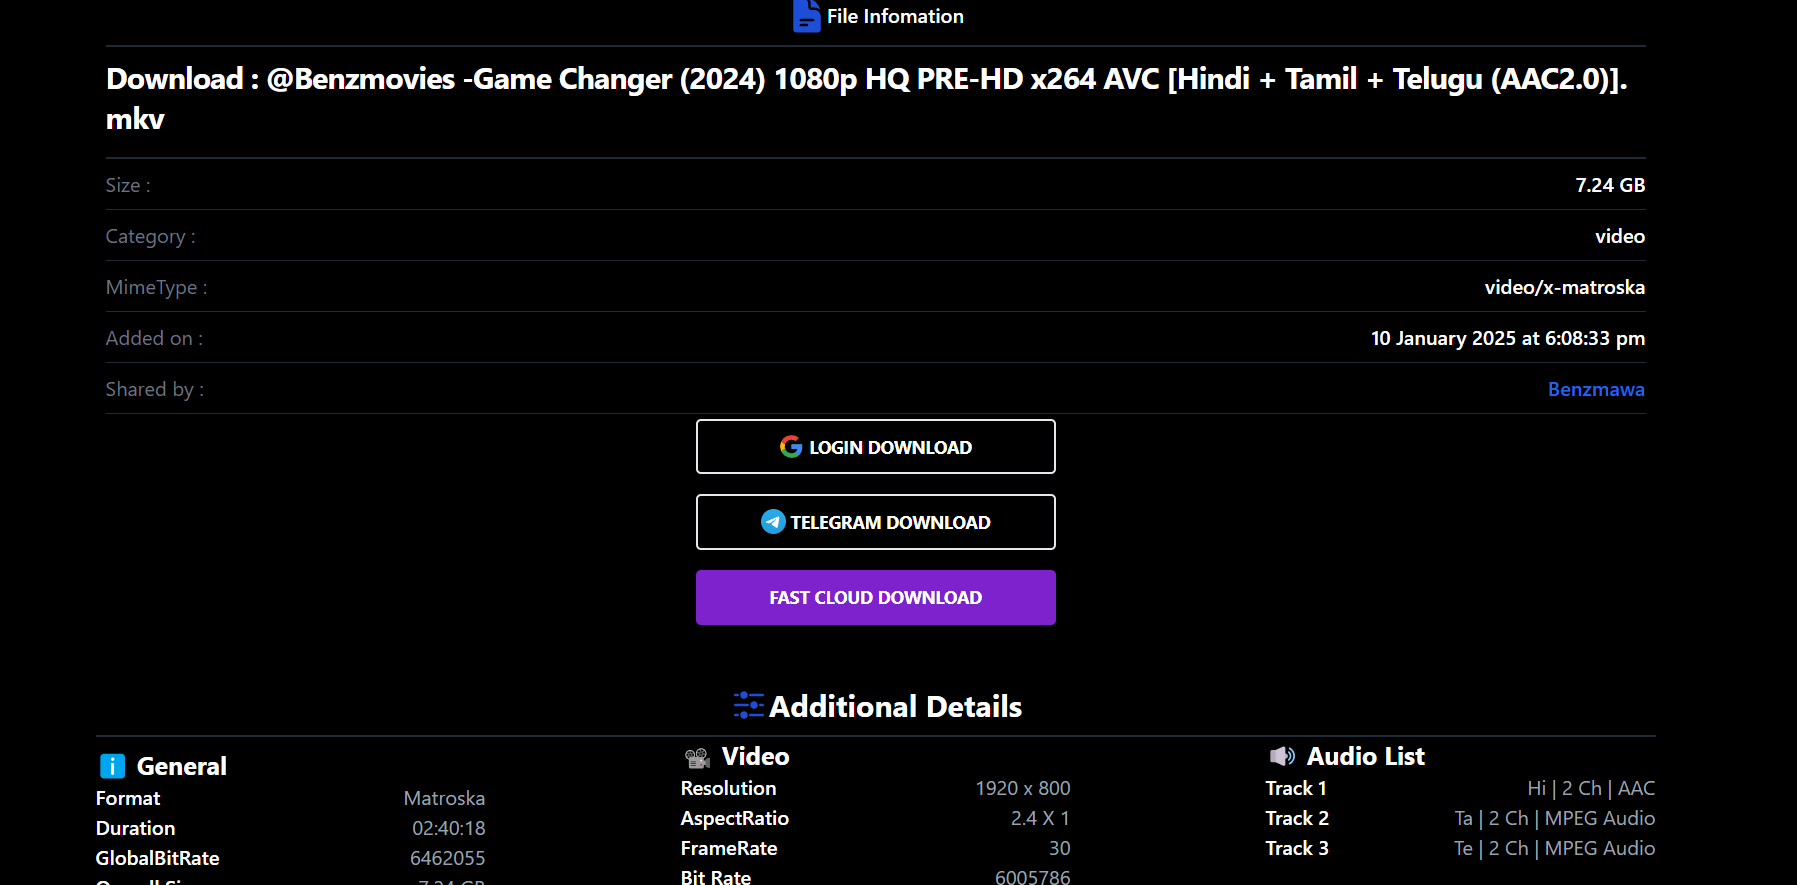 File Infomation
Download : @Benzmovies -Game Changer (2024) 1080p HQ PRE-HD x264 AVC [Hindi + Tamil + Telugu (AAC2.0)].
mkv
Size : 7.24 GB
Category : video
MimeType : video/x-matroska
Added on : 10 January 2025 at 6:08:33 pm
Shared by : Benzmawa
LOGIN DOWNLOAD
TELEGRAM DOWNLOAD
FAST CLOUD DOWNLOAD
Additional Details
General
Format Matroska
Duration 02:40:18
GlobalBitRate 6462055
Video
Resolution 1920 x 800
AspectRatio 2.4 X 1
FrameRate 30
Bit Rate 6005786
Audio List
Track 1 Hi | 2 Ch | AAC
Track 2 Ta | 2 Ch | MPEG Audio
Track 3 Te | 2 Ch | MPEG Audio